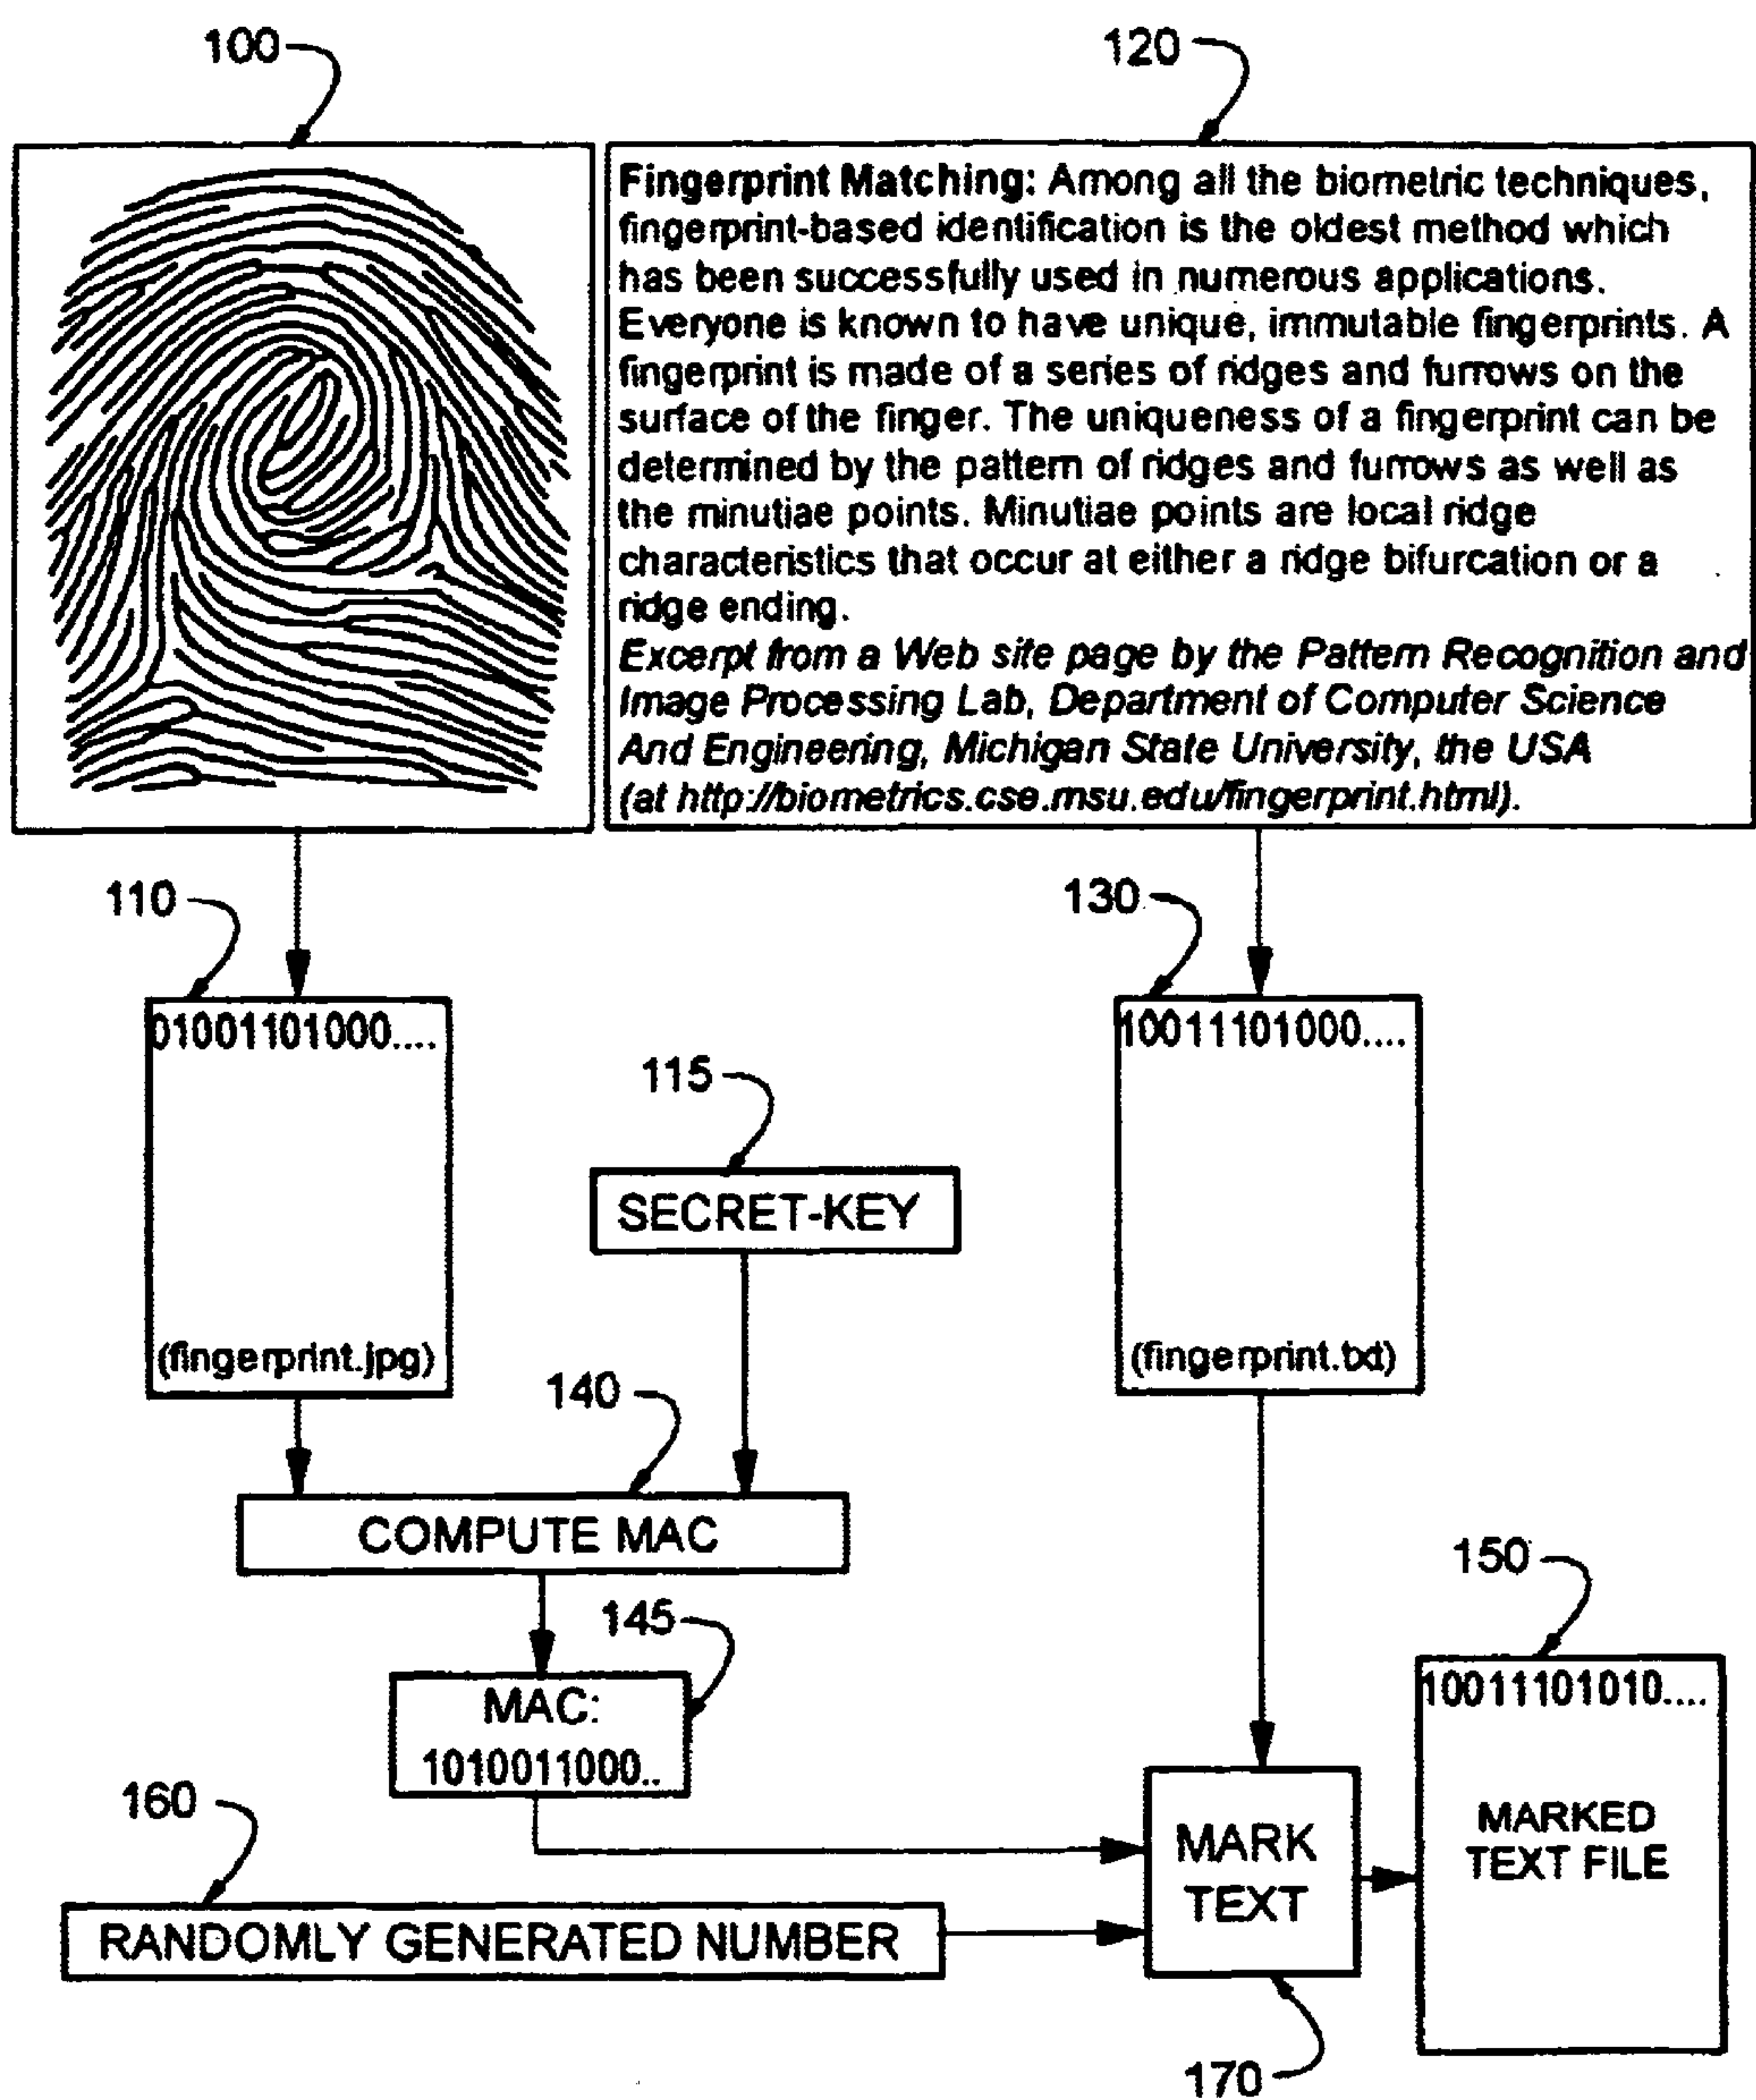 100
120
Fingerprint Matching: Among all the biometric techniques,
fingerprint-based identification is the oldest method which
has been successfully used in numerous applications.
Everyone is known to have unique, immutable fingerprints. A
fingerprint is made of a series of ridges and furrows on the
surface of the finger. The uniqueness of a fingerprint can be
determined by the pattern of ridges and furrows as well as
the minutiae points. Minutiae points are local ridge
characteristics that occur at either a ridge bifurcation or a
ridge ending.
Excerpt from a Web site page by the Pattern Recognition and
Image Processing Lab, Department of Computer Science
And Engineering, Michigan State University, the USA
(at http://biometrics.cse.msu.edu/fingerprint.html).
110
130
01001101000....
10011101000....
115
SECRET-KEY
(fingerprint.jpg)
(fingerprint.txt)
140
COMPUTE MAC
150
145
10011101010....
MAC:
1010011000..
160
MARKED
TEXT FILE
MARK
TEXT
RANDOMLY GENERATED NUMBER
170